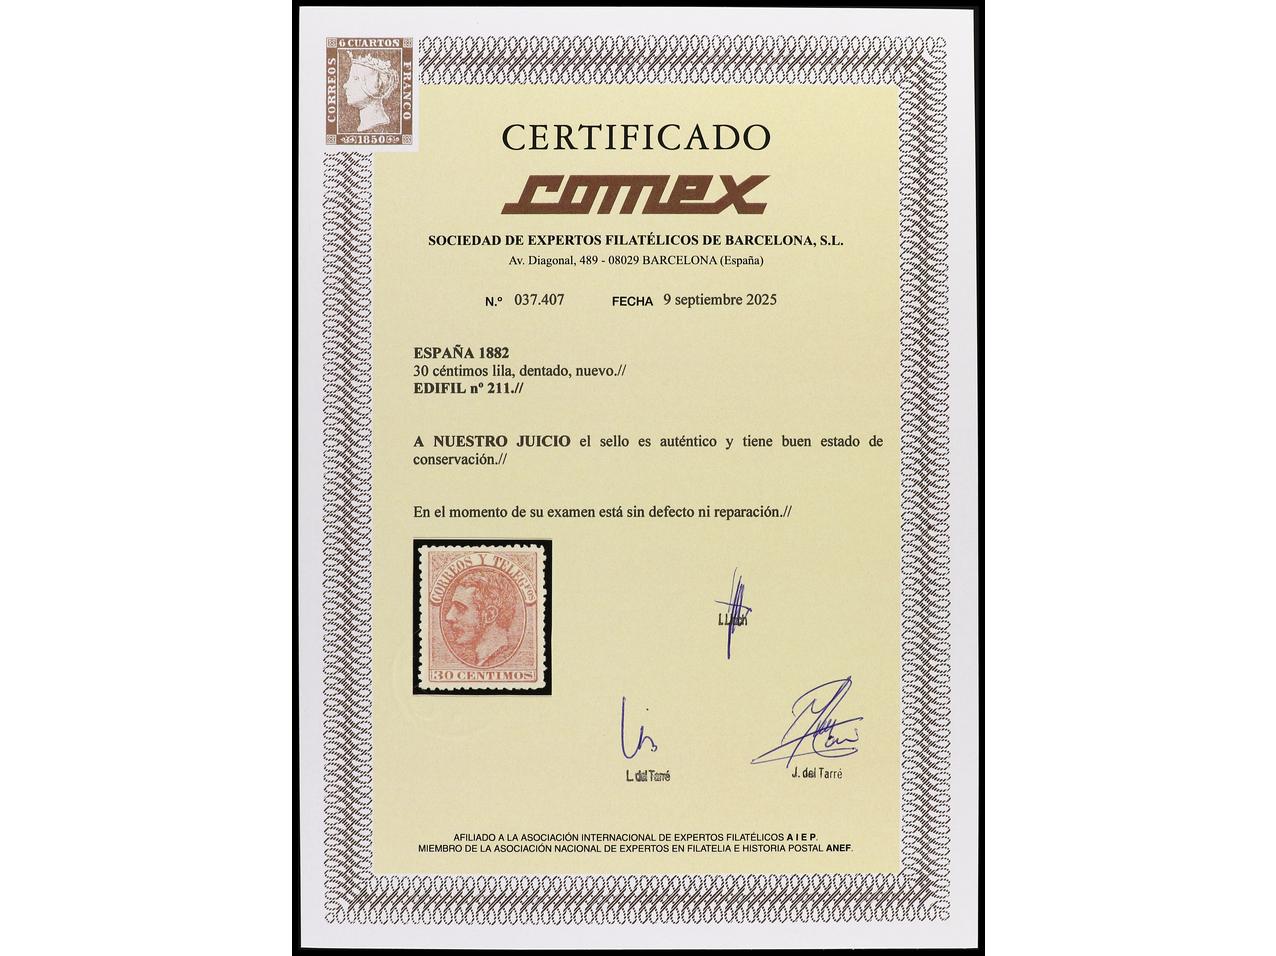 6 CUARTOS
CORREOS
FRANCO
1850
CERTIFICADO
comex
SOCIEDAD DE EXPERTOS FILATÉLICOS DE BARCELONA, S.L.
Av. Diagonal, 489 - 08029 BARCELONA (España)
N.º 037.407 FECHA 9 septiembre 2025
ESPAÑA 1882
30 céntimos lila, dentado, nuevo.//
EDIFIL nº 211.//
A NUESTRO JUICIO el sello es auténtico y tiene buen estado de
conservación.//
En el momento de su examen está sin defecto ni reparación.//
CORREOS Y TELEGFOS
30 CENTIMOS
L. del Tarré
J. del Tarré
AFILIADO A LA ASOCIACIÓN INTERNACIONAL DE EXPERTOS FILATÉLICOS A I E P.
MIEMBRO DE LA ASOCIACIÓN NACIONAL DE EXPERTOS EN FILATELIA E HISTORIA POSTAL ANEF.